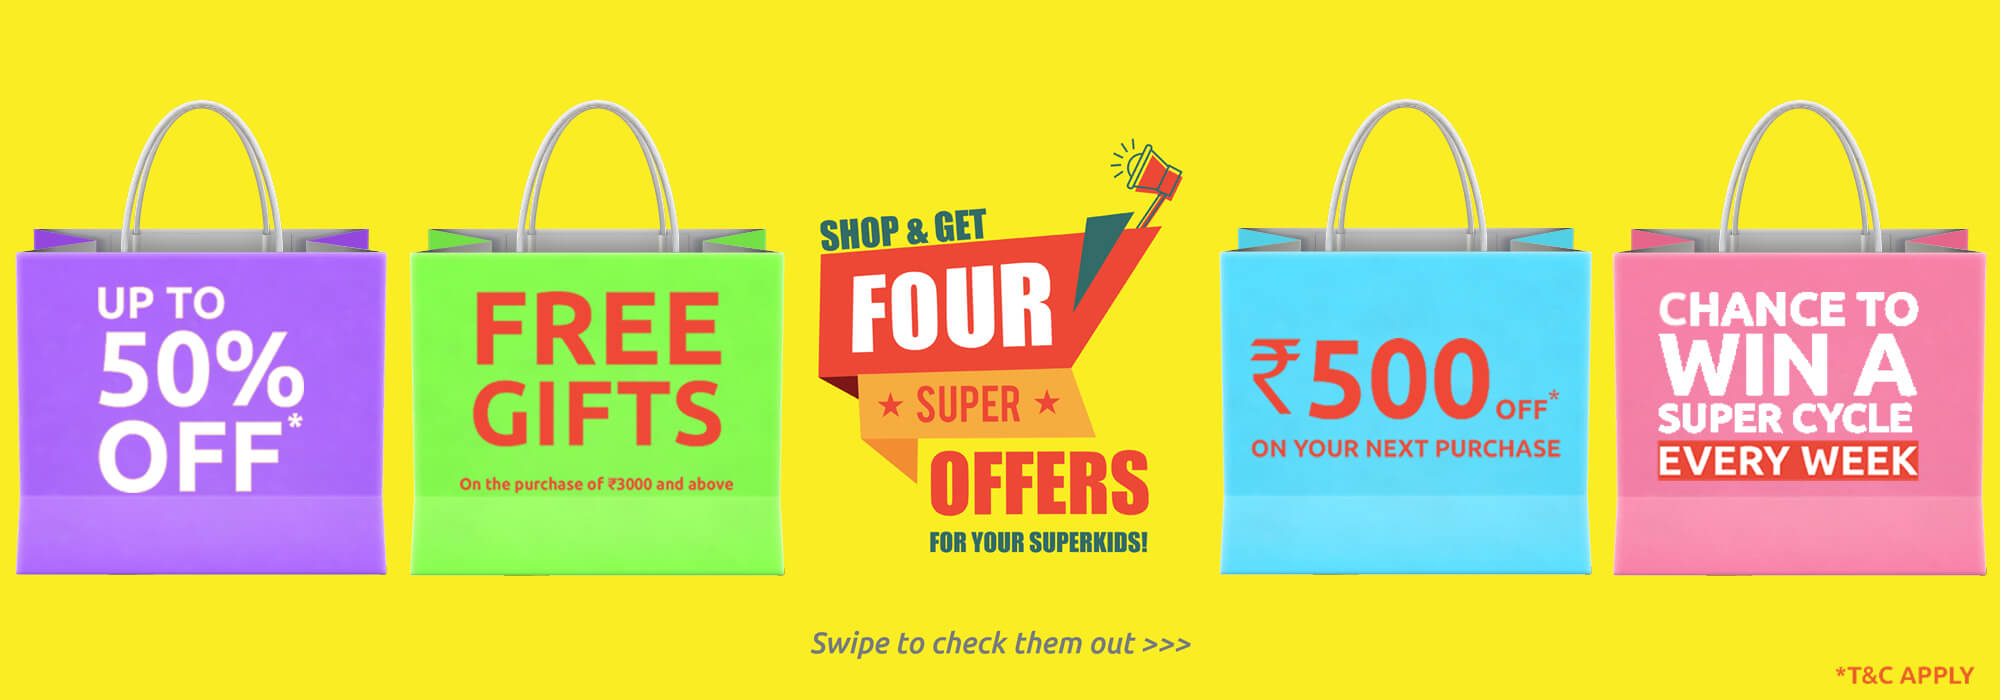 UP TO
50%
OFF*
FREE
GIFTS
On the purchase of ₹3000 and above
SHOP & GET
FOUR
SUPER
OFFERS
FOR YOUR SUPERKIDS!
₹500 OFF*
ON YOUR NEXT PURCHASE
CHANCE TO
WIN A
SUPER CYCLE
EVERY WEEK
Swipe to check them out >>>
*T&C APPLY